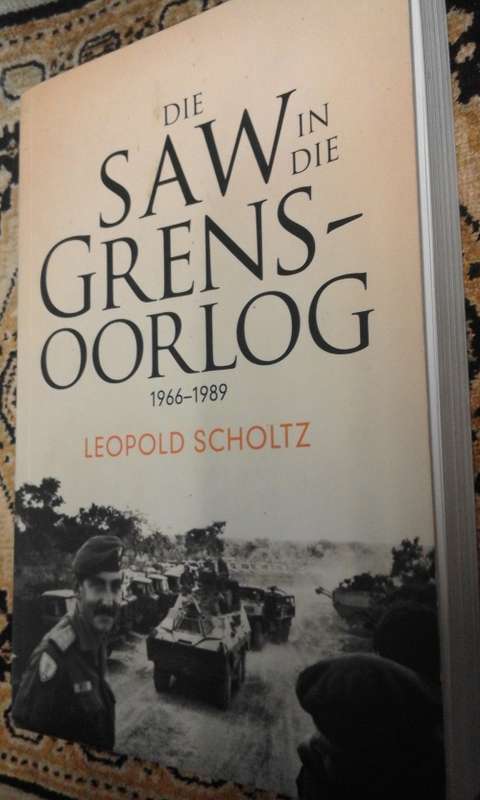 DIE
SAW IN
DIE
GRENS-
OORLOG
1966–1989
LEOPOLD SCHOLTZ